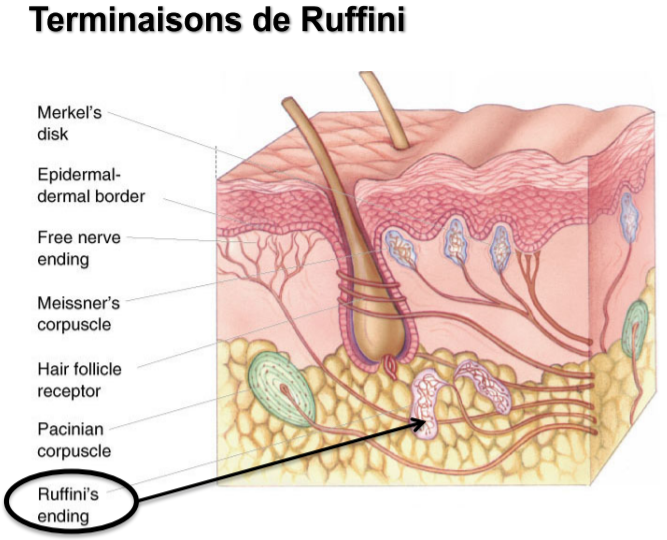 Terminaisons de Ruffini
Merkel's
disk
Epidermal-
dermal border
Free nerve
ending
Meissner's
corpuscle
Hair follicle
receptor
Pacinian
corpuscle
Ruffini's
ending